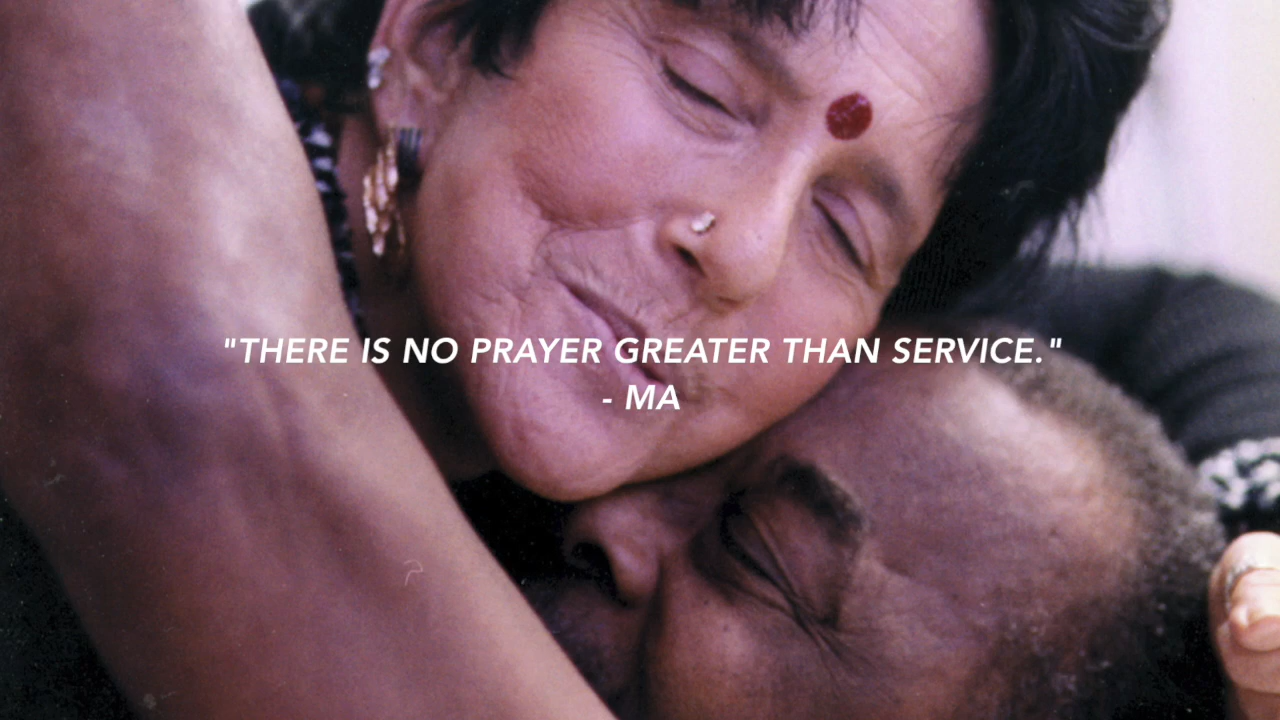 "THERE IS NO PRAYER GREATER THAN SERVICE."
- MA